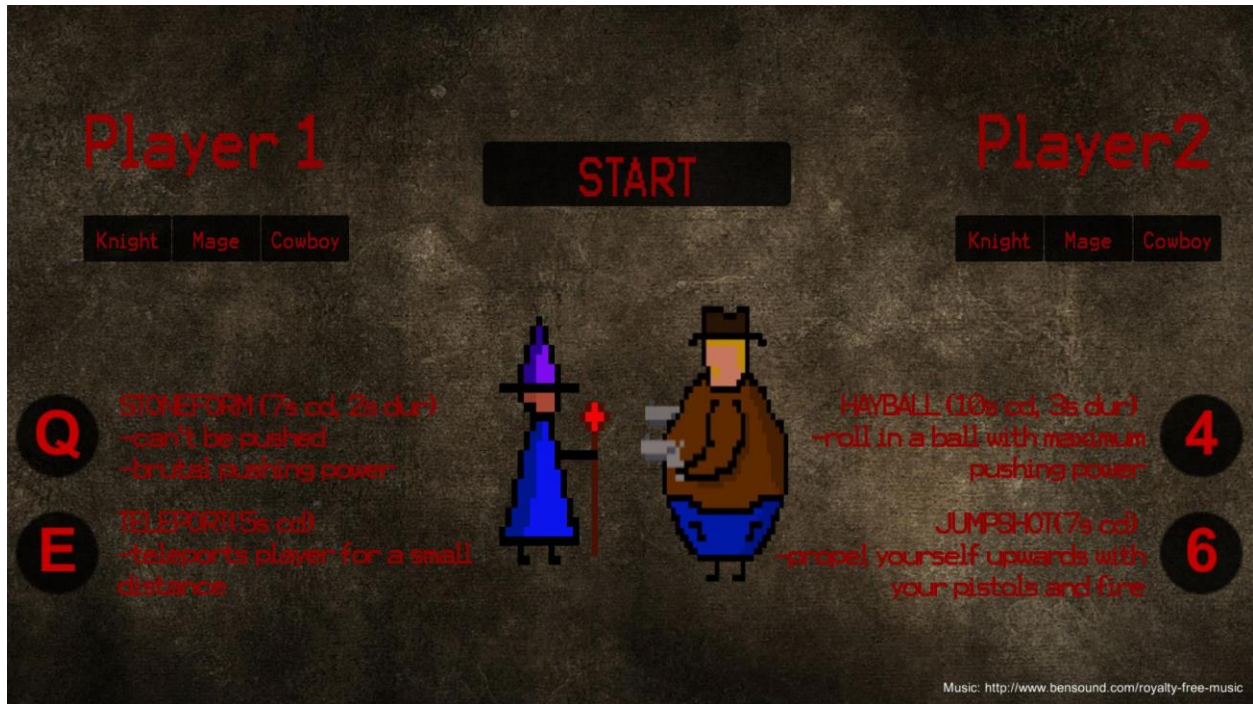 Player 1
START
Player2
Knight Mage Cowboy
Knight Mage Cowboy
Q
STONEFORM (7s cd, 2s dur)
-can't be pushed
-brutal pushing power
E
TELEPORT(5s cd)
-teleports player for a small
distance
HAYBALL (10s cd, 3s dur)
-roll in a ball with maximum
pushing power
4
JUMPSHOT(7s cd)
-propel yourself upwards with
your pistols and fire
6
Music: http://www.bensound.com/royalty-free-music